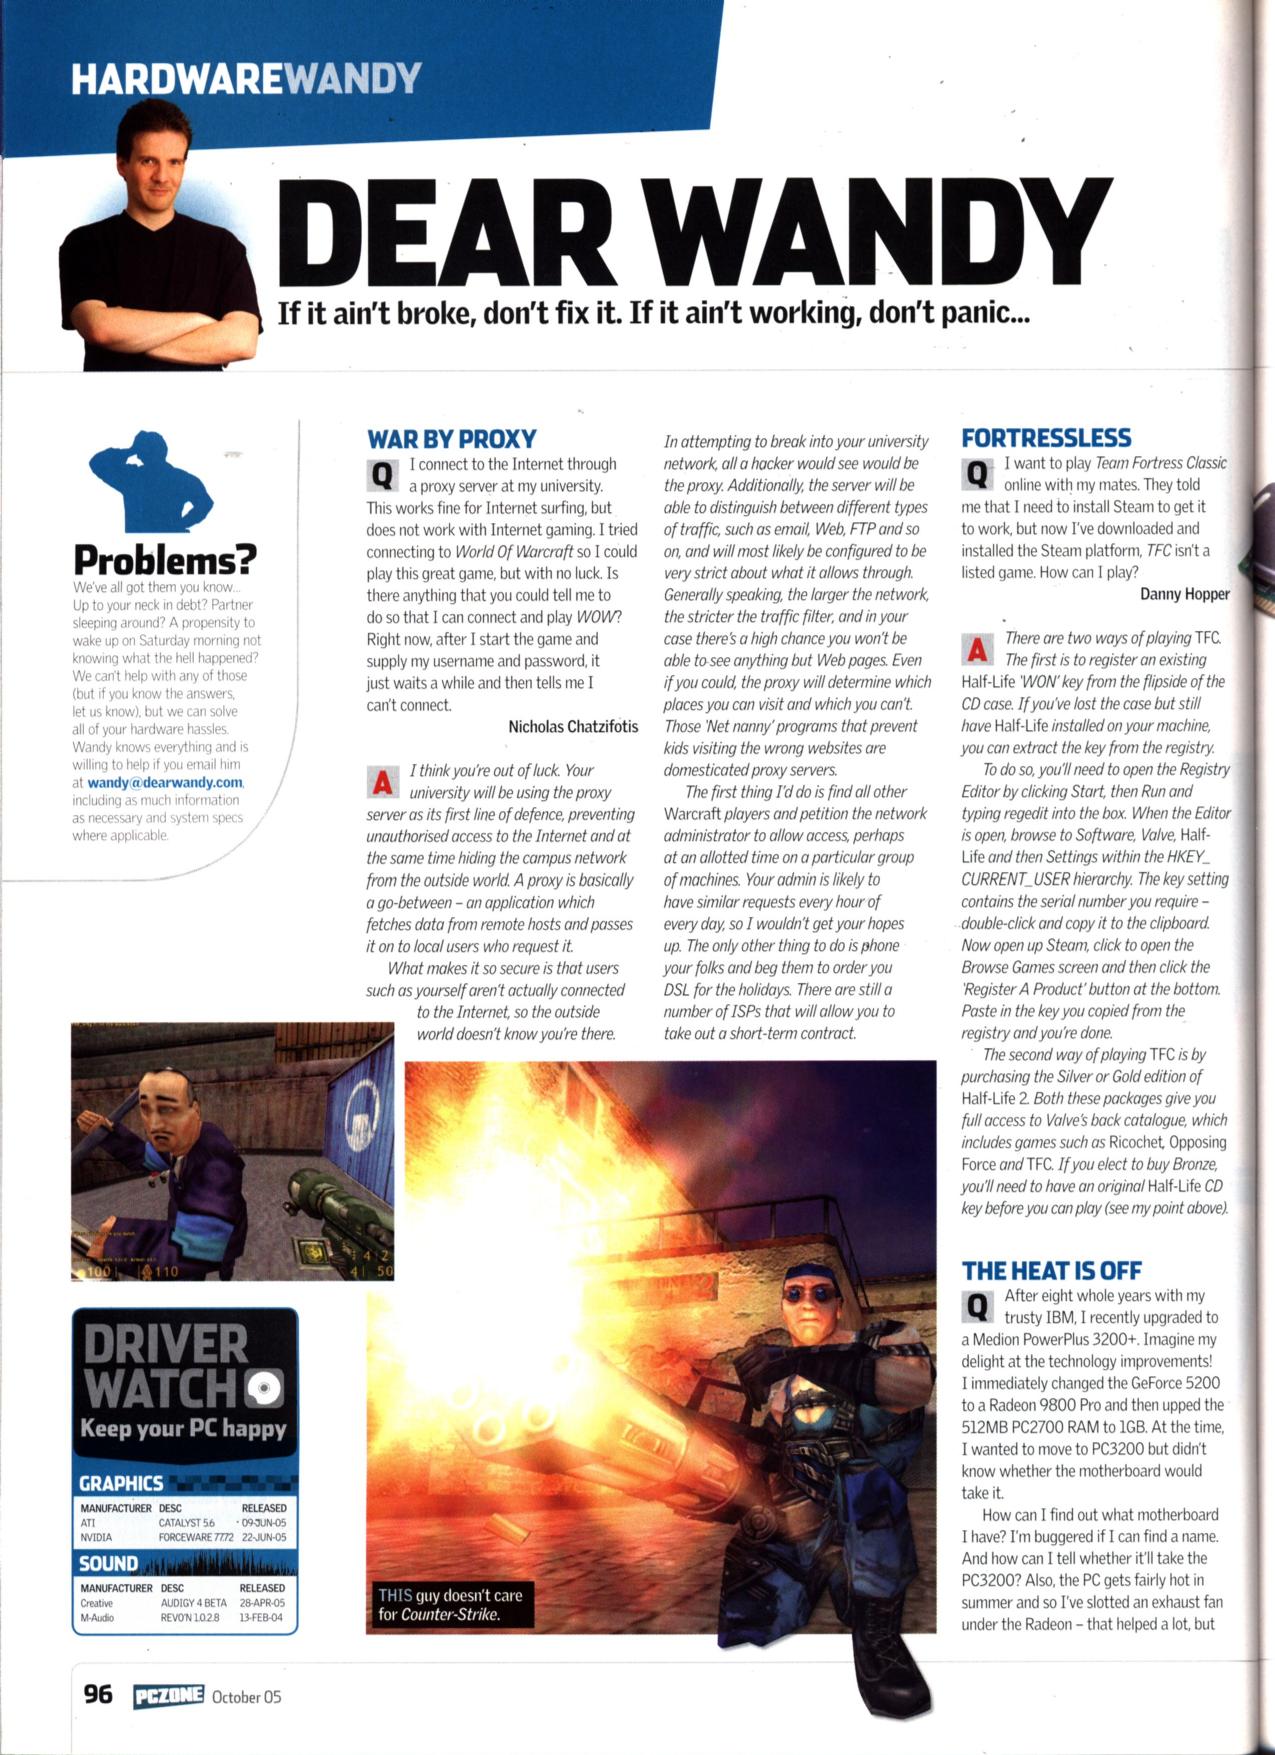 HARDWAREWANDY
DEAR WANDY
If it ain't broke, don't fix it. If it ain't working, don't panic...
Problems?
We've all got them you know...
Up to your neck in debt? Partner
sleeping around? A propensity to
wake up on Saturday morning not
knowing what the hell happened?
We can't help with any of those
(but if you know the answers,
let us know), but we can solve
all of your hardware hassles.
Wandy knows everything and is
willing to help if you email him
at wandy@dearwandy.com,
including as much information
as necessary and system specs
where applicable.
WAR BY PROXY
Q I connect to the Internet through
a proxy server at my university.
This works fine for Internet surfing, but
does not work with Internet gaming. I tried
connecting to World Of Warcraft so I could
play this great game, but with no luck. Is
there anything that you could tell me to
do so that I can connect and play WOW?
Right now, after I start the game and
supply my username and password, it
just waits a while and then tells me I
can't connect.
Nicholas Chatzifotis
A I think you're out of luck. Your
university will be using the proxy
server as its first line of defence, preventing
unauthorised access to the Internet and at
the same time hiding the campus network
from the outside world. A proxy is basically
a go-between – an application which
fetches data from remote hosts and passes
it on to local users who request it.
What makes it so secure is that users
such as yourself aren't actually connected
to the Internet, so the outside
world doesn't know you're there.
In attempting to break into your university
network, all a hacker would see would be
the proxy. Additionally, the server will be
able to distinguish between different types
of traffic, such as email, Web, FTP and so
on, and will most likely be configured to be
very strict about what it allows through.
Generally speaking, the larger the network,
the stricter the traffic filter, and in your
case there's a high chance you won't be
able to see anything but Web pages. Even
if you could, the proxy will determine which
places you can visit and which you can't.
Those 'Net nanny' programs that prevent
kids visiting the wrong websites are
domesticated proxy servers.
The first thing I'd do is find all other
Warcraft players and petition the network
administrator to allow access, perhaps
at an allotted time on a particular group
of machines. Your admin is likely to
have similar requests every hour of
every day, so I wouldn't get your hopes
up. The only other thing to do is phone
your folks and beg them to order you
DSL for the holidays. There are still a
number of ISPs that will allow you to
take out a short-term contract.
FORTRESSLESS
Q I want to play Team Fortress Classic
online with my mates. They told
me that I need to install Steam to get it
to work, but now I've downloaded and
installed the Steam platform, TFC isn't a
listed game. How can I play?
Danny Hopper
A There are two ways of playing TFC.
The first is to register an existing
Half-Life 'WON' key from the flipside of the
CD case. If you've lost the case but still
have Half-Life installed on your machine,
you can extract the key from the registry.
To do so, you'll need to open the Registry
Editor by clicking Start, then Run and
typing regedit into the box. When the Editor
is open, browse to Software, Valve, Half-
Life and then Settings within the HKEY_
CURRENT_USER hierarchy. The key setting
contains the serial number you require –
double-click and copy it to the clipboard.
Now open up Steam, click to open the
Browse Games screen and then click the
'Register A Product' button at the bottom.
Paste in the key you copied from the
registry and you're done.
The second way of playing TFC is by
purchasing the Silver or Gold edition of
Half-Life 2. Both these packages give you
full access to Valve's back catalogue, which
includes games such as Ricochet, Opposing
Force and TFC. If you elect to buy Bronze,
you'll need to have an original Half-Life CD
key before you can play (see my point above).
THE HEAT IS OFF
Q After eight whole years with my
trusty IBM, I recently upgraded to
a Medion PowerPlus 3200+. Imagine my
delight at the technology improvements!
I immediately changed the GeForce 5200
to a Radeon 9800 Pro and then upped the
512MB PC2700 RAM to 1GB. At the time,
I wanted to move to PC3200 but didn't
know whether the motherboard would
take it.
How can I find out what motherboard
I have? I'm buggered if I can find a name.
And how can I tell whether it'll take the
PC3200? Also, the PC gets fairly hot in
summer and so I've slotted an exhaust fan
under the Radeon – that helped a lot, but
100 110 4 2
41 50
DRIVER
WATCH
Keep your PC happy
GRAPHICS
MANUFACTURER DESC RELEASED
ATI CATALYST 5.6 09-JUN-05
NVIDIA FORCEWARE 77.72 22-JUN-05
SOUND
MANUFACTURER DESC RELEASED
Creative AUDIGY 4 BETA 28-APR-05
M-Audio REVO'N 1.0.2.8 13-FEB-04
THIS guy doesn't care
for Counter-Strike.
96 PCZONE October 05